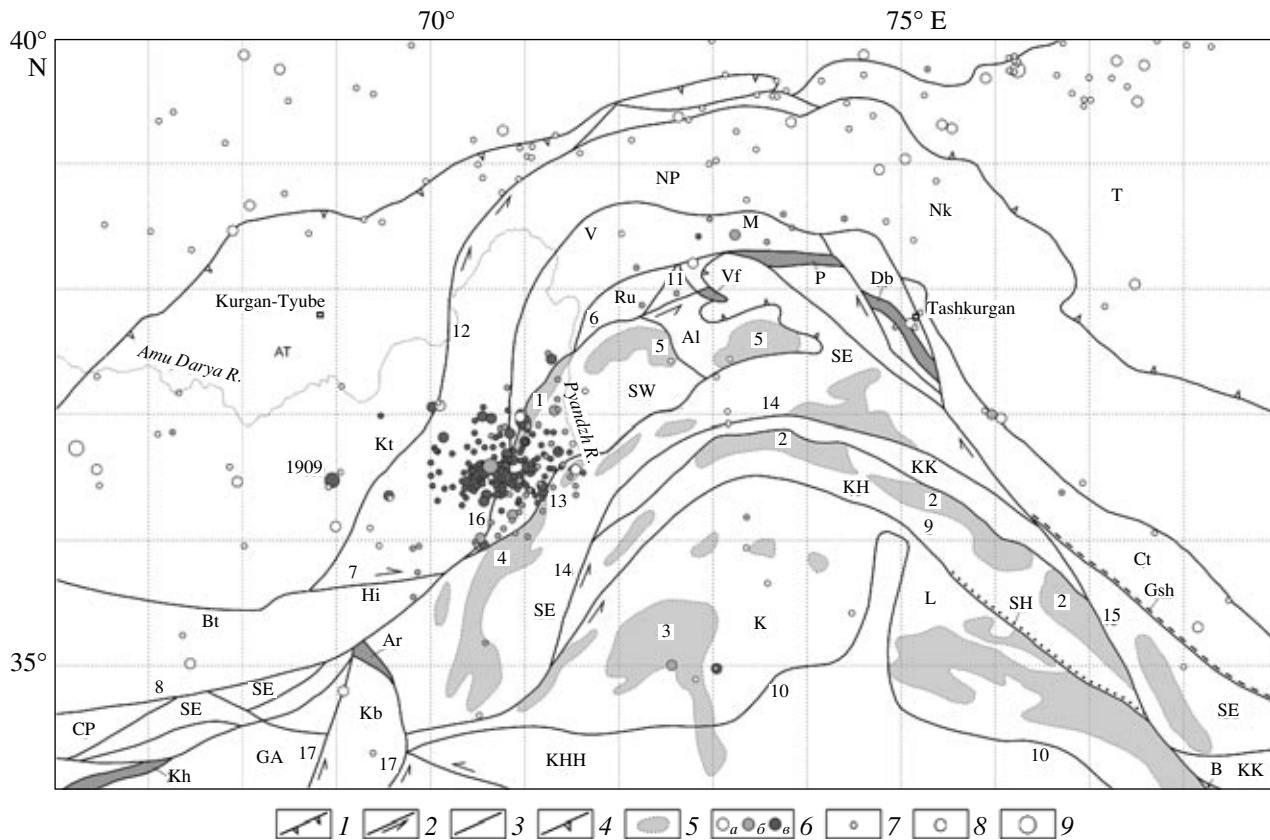 70° 75° E
40°
N
NP
M
Nk
T
V
11
Vf
P
Db
Kurgan-Tyube
Ru
Tashkurgan
12
6
AT
Al
5
5
SE
Amu Darya R.
SW
1
Pyandzh R.
14
2
Kt
KK
1909
KH
2
13
16
9
4
7
14
Ct
Hi
Gsh
L
SH
2
Bt
SE
K
15
Ar
3
35°
8
SE
10
SE
SE
CP
Kb
10
GA
17
17
KHH
B
KK
Kh
1 2 3 4 5 а б в 6 7 8 9